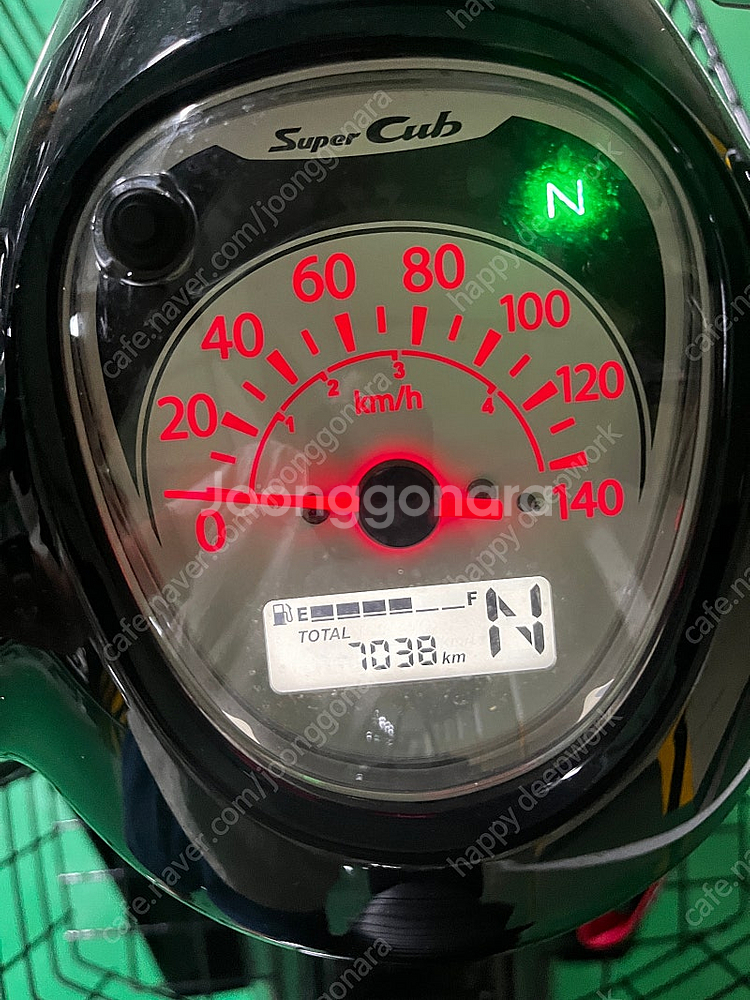 Super Cub
N
60 80
40 100
20 120
0 140
1 2 3 4
km/h
Joonggonara
E F N
TOTAL
7038 km
happy deepwork
cafe.naver.com/joonggonara